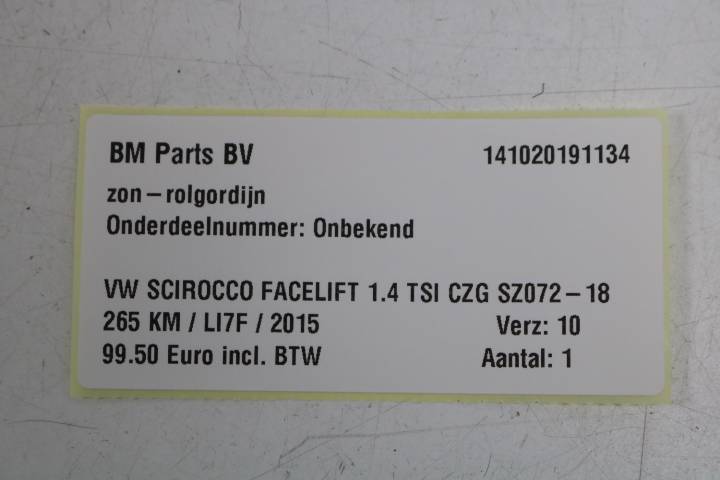 BM Parts BV 141020191134
zon-rolgordijn
Onderdeelnummer: Onbekend
VW SCIROCCO FACELIFT 1.4 TSI CZG SZ072-18
265 KM / LI7F / 2015 Verz: 10
99.50 Euro incl. BTW Aantal: 1